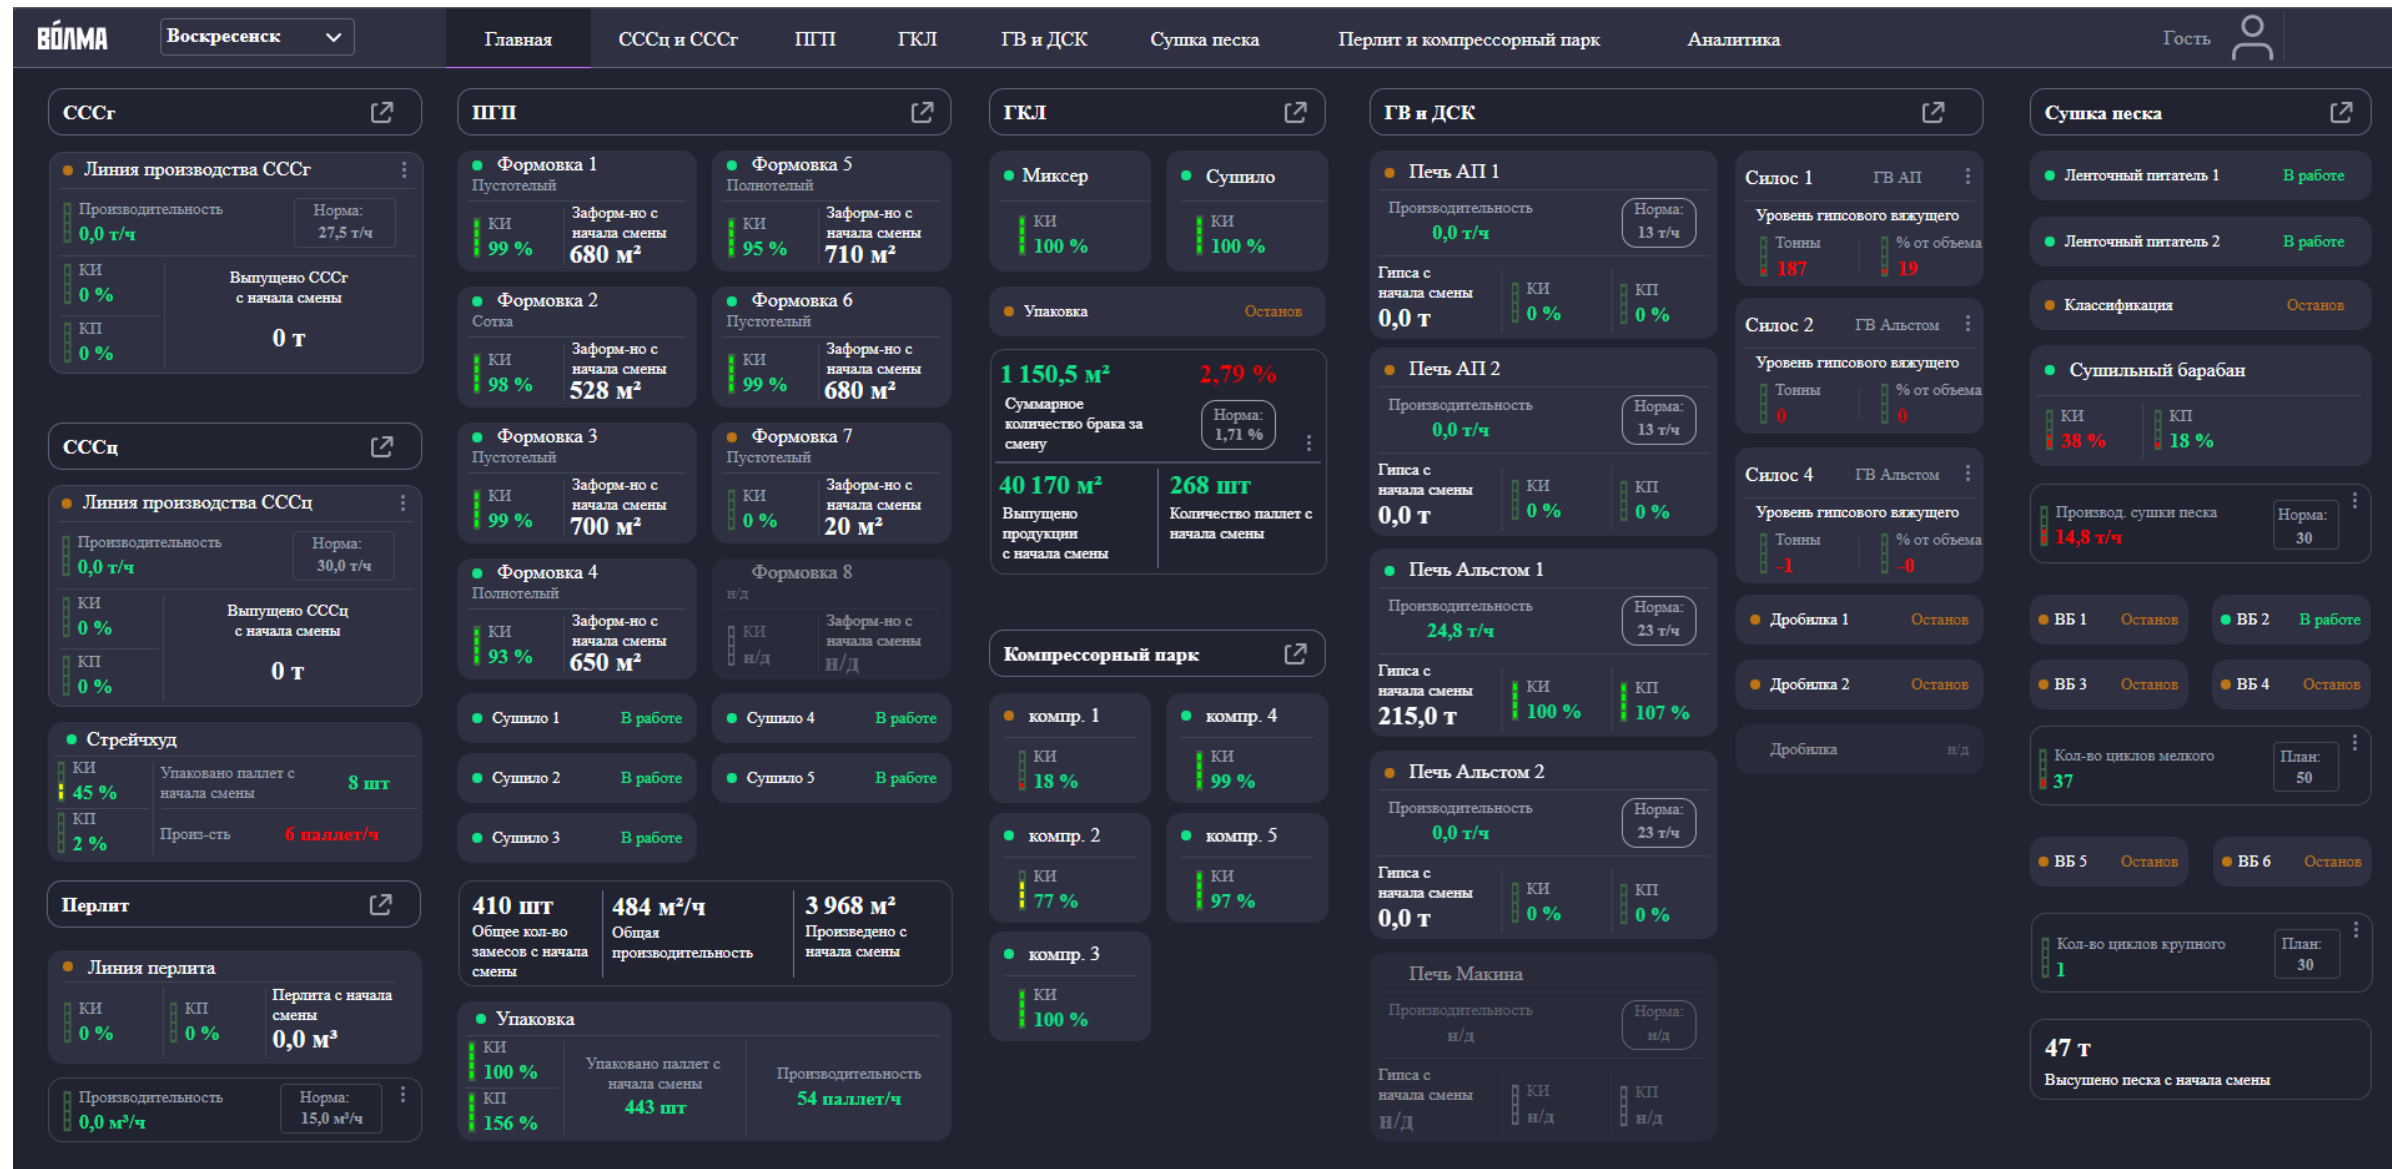 ВÓЛМА
Воскресенск
Главная
СССц и СССг
ПГП
ГКЛ
ГВ и ДСК
Сушка песка
Перлит и компрессорный парк
Аналитика
Гость
СССг
Линия производства СССг
Производительность
0,0 т/ч
Норма:
27,5 т/ч
КИ
0 %
КП
0 %
Выпущено СССг
с начала смены
0 т
СССц
Линия производства СССц
Производительность
0,0 т/ч
Норма:
30,0 т/ч
КИ
0 %
КП
0 %
Выпущено СССц
с начала смены
0 т
Стрейчхуд
КИ
45 %
Упаковано паллет с
начала смены
8 шт
КП
2 %
Произ-сть
6 паллет/ч
Перлит
Линия перлита
КИ
0 %
КП
0 %
Перлита с начала
смены
0,0 м³
Производительность
0,0 м³/ч
Норма:
15,0 м³/ч
ПГП
Формовка 1
Пустотелый
КИ
99 %
Заформ-но с
начала смены
680 м²
Формовка 5
Полнотелый
КИ
95 %
Заформ-но с
начала смены
710 м²
Формовка 2
Сотка
КИ
98 %
Заформ-но с
начала смены
528 м²
Формовка 6
Пустотелый
КИ
99 %
Заформ-но с
начала смены
680 м²
Формовка 3
Пустотелый
КИ
99 %
Заформ-но с
начала смены
700 м²
Формовка 7
Пустотелый
КИ
0 %
Заформ-но с
начала смены
20 м²
Формовка 4
Полнотелый
КИ
93 %
Заформ-но с
начала смены
650 м²
Формовка 8
н/д
КИ
н/д
Заформ-но с
начала смены
н/д
Сушило 1
В работе
Сушило 4
В работе
Сушило 2
В работе
Сушило 5
В работе
Сушило 3
В работе
410 шт
Общее кол-во
замесов с начала
смены
484 м²/ч
Общая
производительность
3 968 м²
Произведено с
начала смены
Упаковка
КИ
100 %
КП
156 %
Упаковано паллет с
начала смены
443 шт
Производительность
54 паллет/ч
ГКЛ
Миксер
КИ
100 %
Сушило
КИ
100 %
Упаковка
Останов
1 150,5 м²
Суммарное
количество брака за
смену
2,79 %
Норма:
1,71 %
40 170 м²
Выпущено
продукции
с начала смены
268 шт
Количество паллет с
начала смены
Компрессорный парк
компр. 1
КИ
18 %
компр. 4
КИ
99 %
компр. 2
КИ
77 %
компр. 5
КИ
97 %
компр. 3
КИ
100 %
ГВ и ДСК
Печь АП 1
Производительность
0,0 т/ч
Норма:
13 т/ч
Гипса с
начала смены
0,0 т
КИ
0 %
КП
0 %
Печь АП 2
Производительность
0,0 т/ч
Норма:
13 т/ч
Гипса с
начала смены
0,0 т
КИ
0 %
КП
0 %
Печь Альстом 1
Производительность
24,8 т/ч
Норма:
23 т/ч
Гипса с
начала смены
215,0 т
КИ
100 %
КП
107 %
Печь Альстом 2
Производительность
0,0 т/ч
Норма:
23 т/ч
Гипса с
начала смены
0,0 т
КИ
0 %
КП
0 %
Печь Макина
Производительность
н/д
Норма:
н/д
Гипса с
начала смены
н/д
КИ
н/д
КП
н/д
Силос 1
ГВ АП
Уровень гипсового вяжущего
Тонны
187
% от объема
19
Силос 2
ГВ Альстом
Уровень гипсового вяжущего
Тонны
0
% от объема
0
Силос 4
ГВ Альстом
Уровень гипсового вяжущего
Тонны
-1
% от объема
-0
Дробилка 1
Останов
Дробилка 2
Останов
Дробилка
н/д
Сушка песка
Ленточный питатель 1
В работе
Ленточный питатель 2
В работе
Классификация
Останов
Сушильный барабан
КИ
38 %
КП
18 %
Производ. сушки песка
14,8 т/ч
Норма:
30
ВБ 1
Останов
ВБ 2
В работе
ВБ 3
Останов
ВБ 4
Останов
Кол-во циклов мелкого
37
План:
50
ВБ 5
Останов
ВБ 6
Останов
Кол-во циклов крупного
1
План:
30
47 т
Высушено песка с начала смены